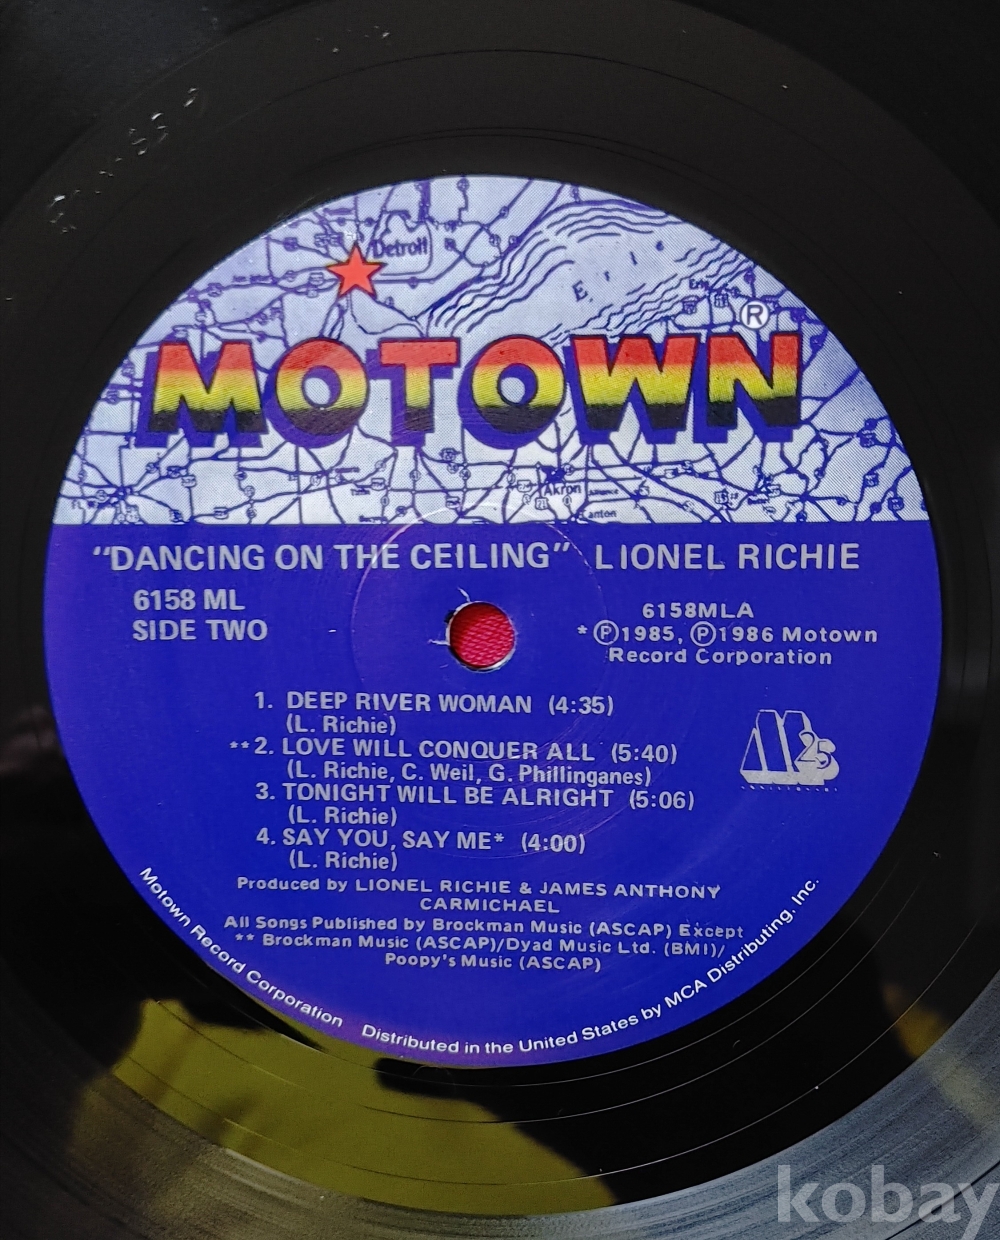 Detroit
E r i e
Erie
®
MOTOWN
Akron
Alliance
Canton
"DANCING ON THE CEILING" LIONEL RICHIE
6158 ML
SIDE TWO
6158MLA
* ℗1985, ℗1986 Motown
Record Corporation
1. DEEP RIVER WOMAN (4:35)
(L. Richie)
**2. LOVE WILL CONQUER ALL (5:40)
(L. Richie, C. Weil, G. Phillinganes)
3. TONIGHT WILL BE ALRIGHT (5:06)
(L. Richie)
4. SAY YOU, SAY ME* (4:00)
(L. Richie)
M 25
Produced by LIONEL RICHIE & JAMES ANTHONY
CARMICHAEL
All Songs Published by Brockman Music (ASCAP) Except
** Brockman Music (ASCAP)/Dyad Music Ltd. (BMI)/
Poopy's Music (ASCAP)
Motown Record Corporation Distributed in the United States by MCA Distributing, Inc.
kobay